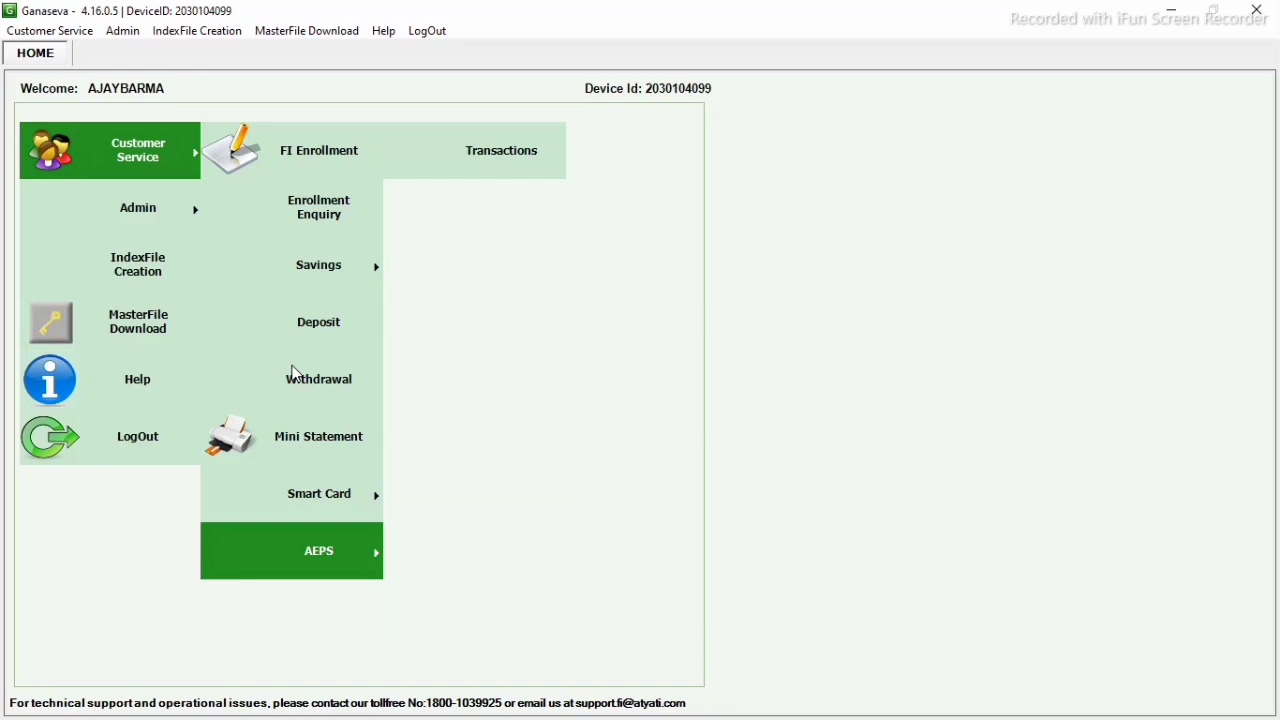 Ganaseva - 4.16.0.5 | DeviceID: 2030104099
Recorded with iFun Screen Recorder
Customer Service Admin IndexFile Creation MasterFile Download Help LogOut
HOME
Welcome: AJAYBARMA Device Id: 2030104099
Customer
Service
FI Enrollment
Transactions
Admin
Enrollment
Enquiry
IndexFile
Creation
Savings
MasterFile
Download
Deposit
Help
Withdrawal
LogOut
Mini Statement
Smart Card
AEPS
For technical support and operational issues, please contact our tollfree No:1800-1039925 or email us at support.fi@atyati.com